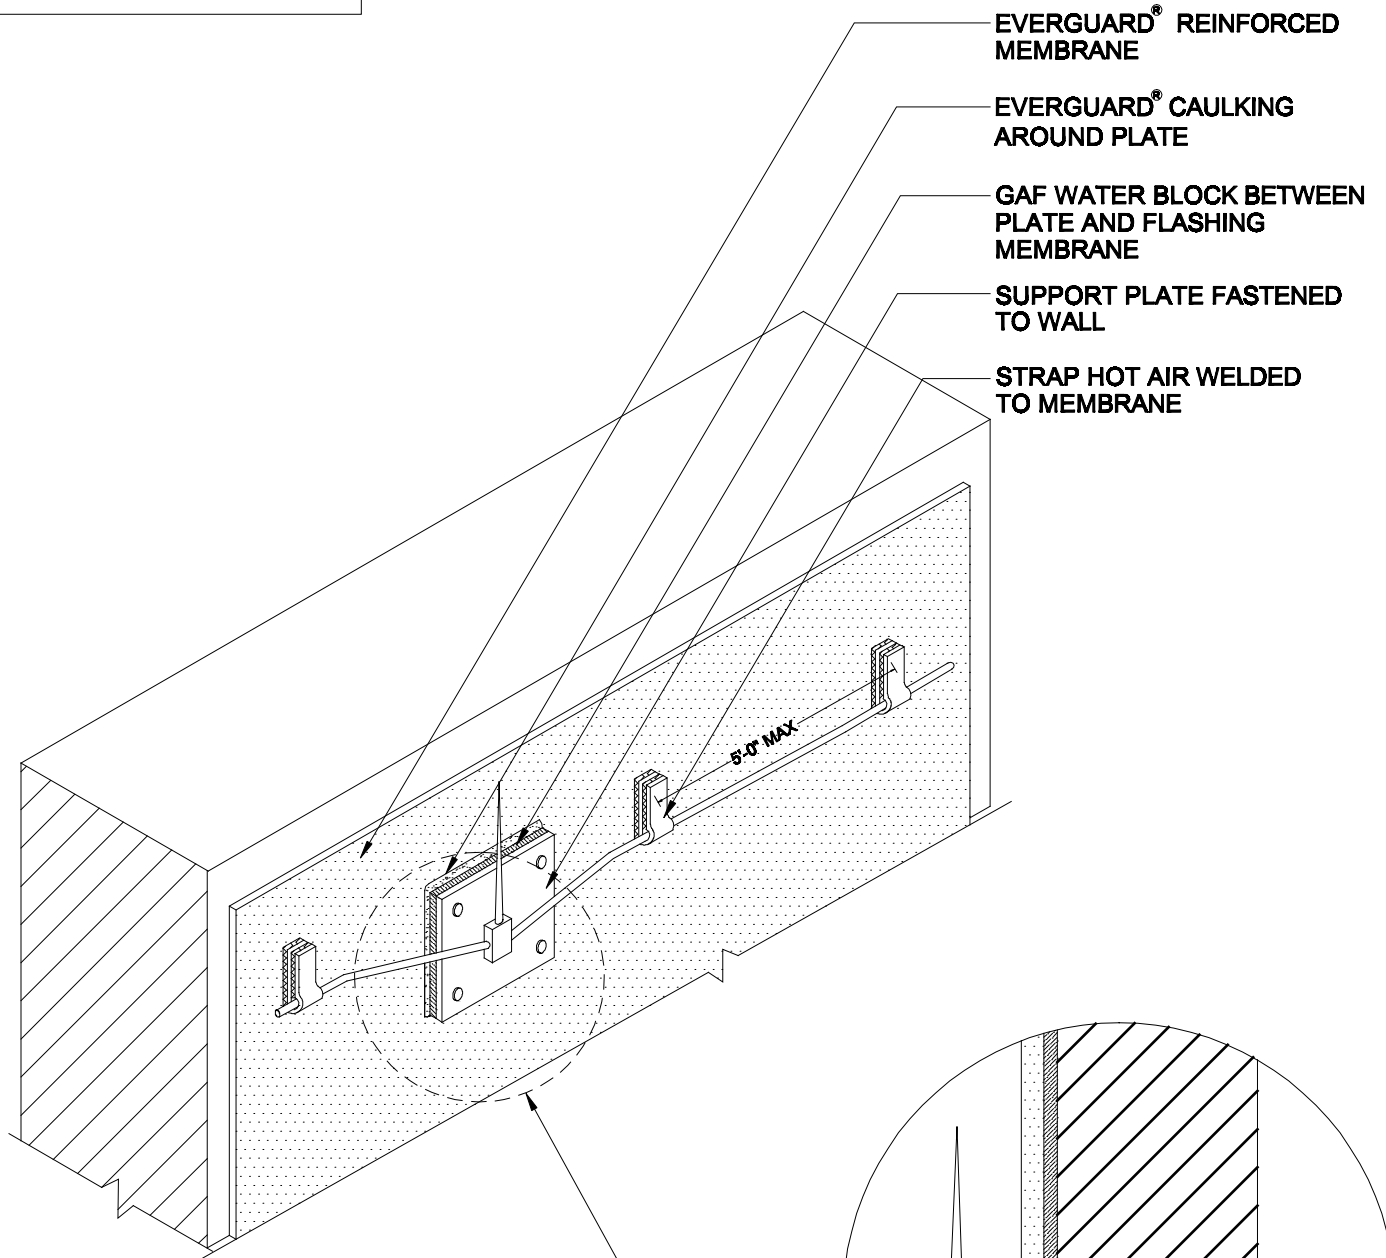 EVERGUARD® REINFORCED
MEMBRANE
EVERGUARD® CAULKING
AROUND PLATE
GAF WATER BLOCK BETWEEN
PLATE AND FLASHING
MEMBRANE
SUPPORT PLATE FASTENED
TO WALL
STRAP HOT AIR WELDED
TO MEMBRANE
5'-0" MAX